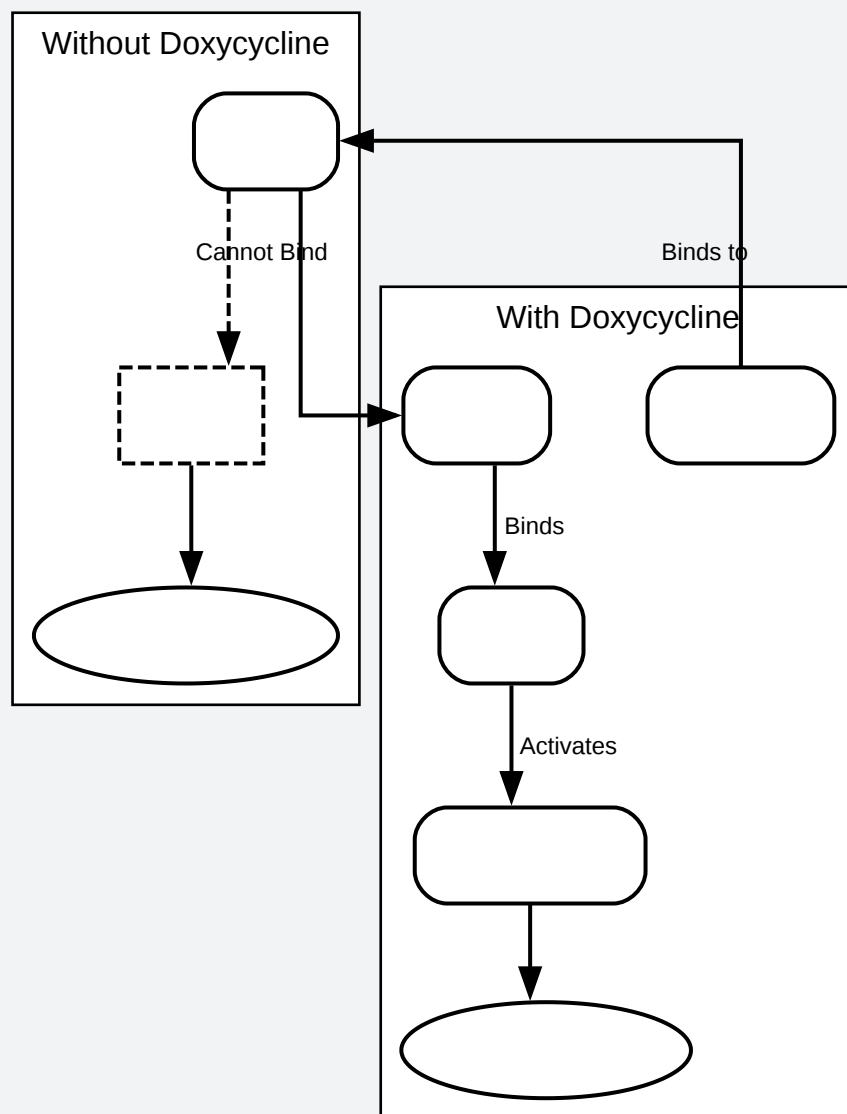 Without Doxycycline
Cannot Bind
Binds to
With Doxycycline
Binds
Activates